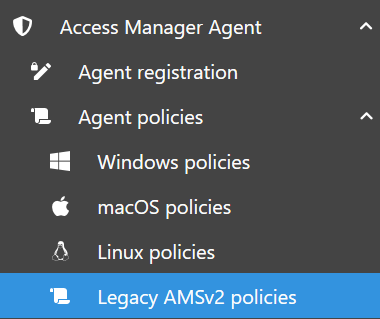 Access Manager Agent
Agent registration
Agent policies
Windows policies
macOS policies
Linux policies
Legacy AMSv2 policies